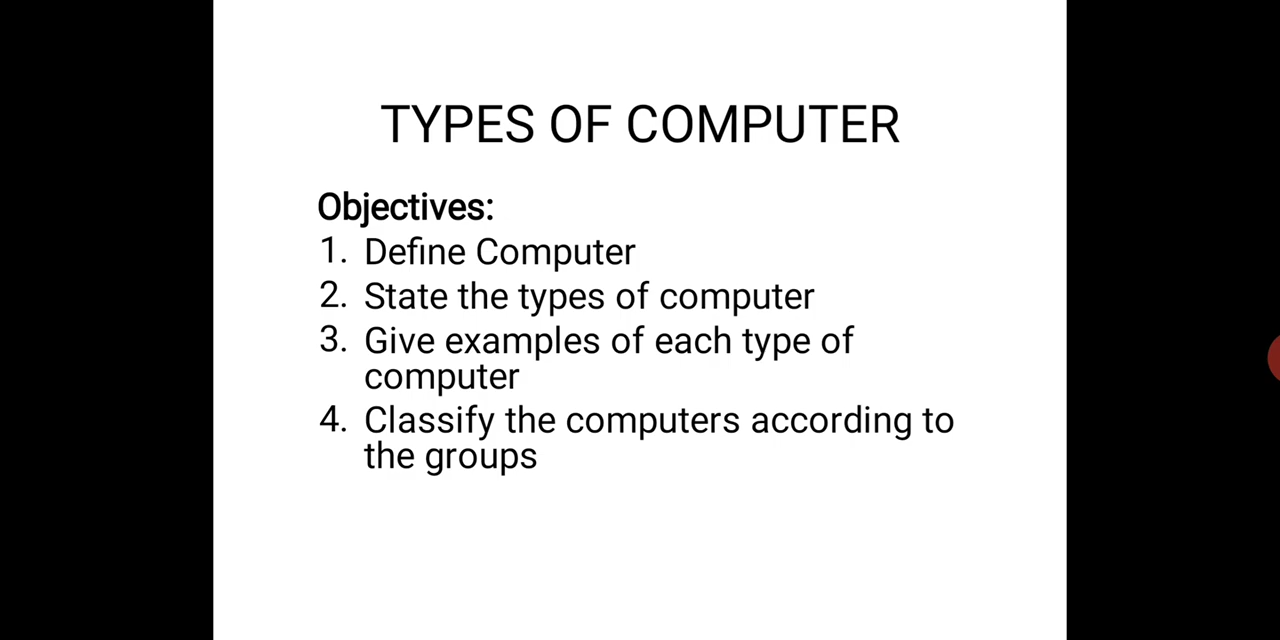 TYPES OF COMPUTER
Objectives:
1. Define Computer
2. State the types of computer
3. Give examples of each type of
computer
4. Classify the computers according to
the groups